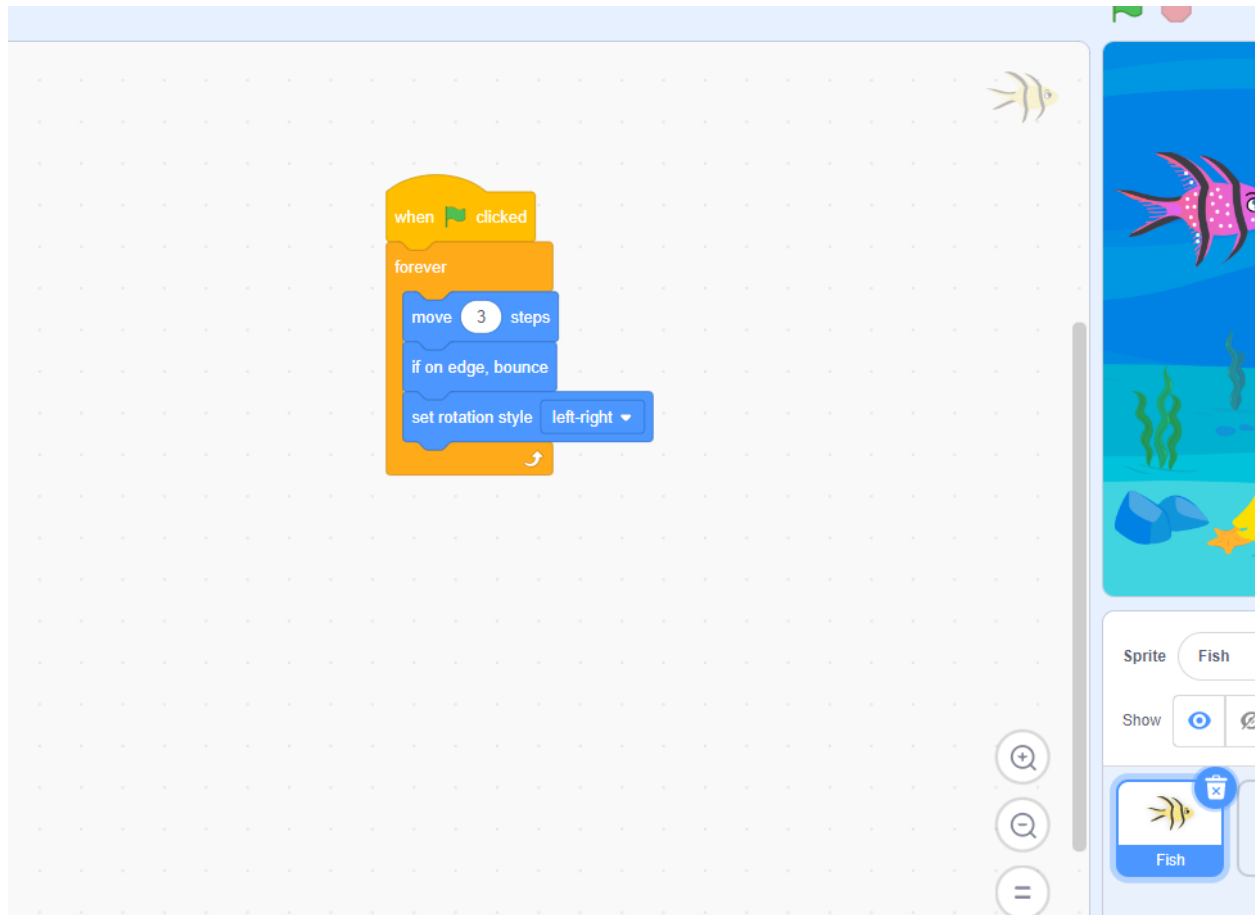 when clicked
forever
move 3 steps
if on edge, bounce
set rotation style left-right
Sprite Fish
Show
Fish